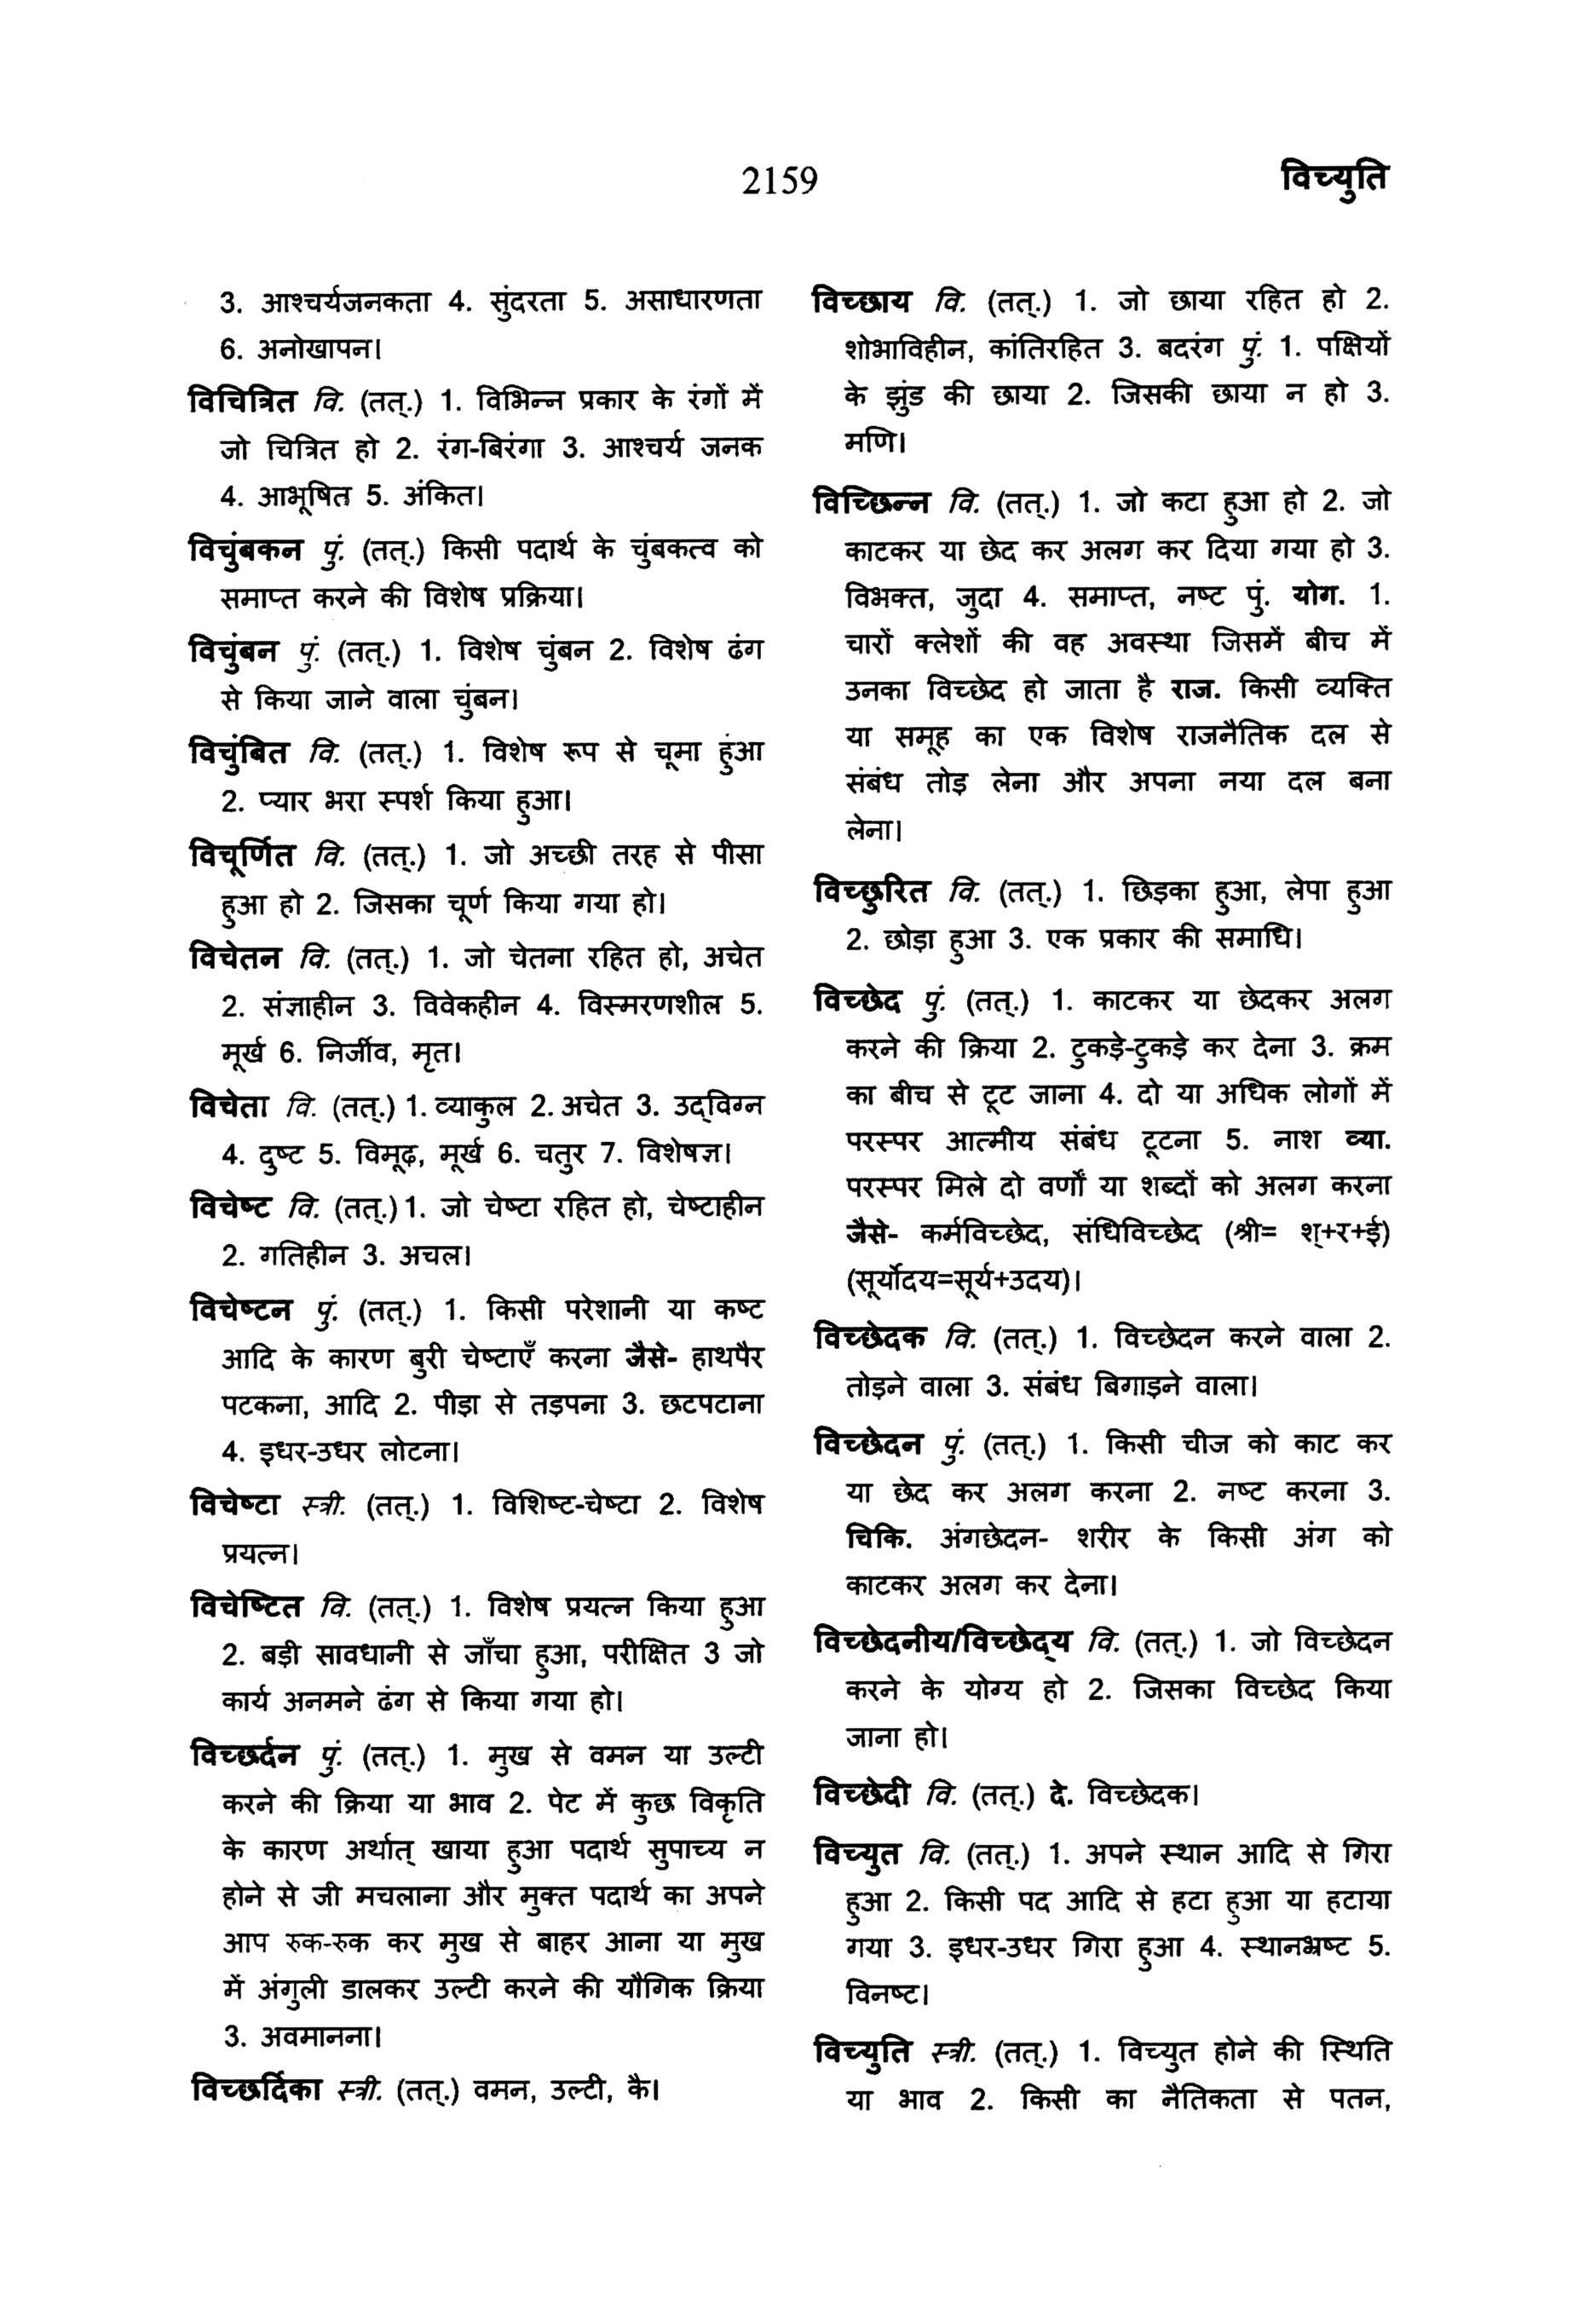 2159
विच्युति
3. आश्चर्यजनकता 4. सुंदरता 5. असाधारणता
6. अनोखापन।
विचित्रित वि. (तत्.) 1. विभिन्न प्रकार के रंगों में
जो चित्रित हो 2. रंग-बिरंगा 3. आश्चर्य जनक
4. आभूषित 5. अंकित।
विचुंबकन पुं. (तत्.) किसी पदार्थ के चुंबकत्व को
समाप्त करने की विशेष प्रक्रिया।
विचुंबन पुं. (तत्.) 1. विशेष चुंबन 2. विशेष ढंग
से किया जाने वाला चुंबन।
विचुंबित वि. (तत्.) 1. विशेष रूप से चूमा हुंआ
2. प्यार भरा स्पर्श किया हुआ।
विचूर्णित वि. (तत्.) 1. जो अच्छी तरह से पीसा
हुआ हो 2. जिसका चूर्ण किया गया हो।
विचेतन वि. (तत्.) 1. जो चेतना रहित हो, अचेत
2. संज्ञाहीन 3. विवेकहीन 4. विस्मरणशील 5.
मूर्ख 6. निर्जीव, मृत।
विचेता वि. (तत्.) 1. व्याकुल 2. अचेत 3. उद्‌विग्न
4. दुष्ट 5. विमूढ़, मूर्ख 6. चतुर 7. विशेषज्ञ।
विचेष्ट वि. (तत्.) 1. जो चेष्टा रहित हो, चेष्टाहीन
2. गतिहीन 3. अचल।
विचेष्टन पुं. (तत्.) 1. किसी परेशानी या कष्ट
आदि के कारण बुरी चेष्टाएँ करना जैसे- हाथपैर
पटकना, आदि 2. पीड़ा से तड़पना 3. छटपटाना
4. इधर-उधर लोटना।
विचेष्टा स्त्री. (तत्.) 1. विशिष्ट-चेष्टा 2. विशेष
प्रयत्न।
विचेष्टित वि. (तत्.) 1. विशेष प्रयत्न किया हुआ
2. बड़ी सावधानी से जाँचा हुआ, परीक्षित 3 जो
कार्य अनमने ढंग से किया गया हो।
विच्छर्दन पुं. (तत्.) 1. मुख से वमन या उल्टी
करने की क्रिया या भाव 2. पेट में कुछ विकृति
के कारण अर्थात् खाया हुआ पदार्थ सुपाच्य न
होने से जी मचलाना और मुक्त पदार्थ का अपने
आप रुक-रुक कर मुख से बाहर आना या मुख
में अंगुली डालकर उल्टी करने की यौगिक क्रिया
3. अवमानना।
विच्छर्दिका स्त्री. (तत्.) वमन, उल्टी, कै।
विच्छाय वि. (तत्.) 1. जो छाया रहित हो 2.
शोभाविहीन, कांतिरहित 3. बदरंग पुं. 1. पक्षियों
के झुंड की छाया 2. जिसकी छाया न हो 3.
मणि।
विच्छिन्न वि. (तत्.) 1. जो कटा हुआ हो 2. जो
काटकर या छेद कर अलग कर दिया गया हो 3.
विभक्त, जुदा 4. समाप्त, नष्ट पुं. योग. 1.
चारों क्लेशों की वह अवस्था जिसमें बीच में
उनका विच्छेद हो जाता है राज. किसी व्यक्ति
या समूह का एक विशेष राजनैतिक दल से
संबंध तोड़ लेना और अपना नया दल बना
लेना।
विच्छुरित वि. (तत्.) 1. छिड़का हुआ, लेपा हुआ
2. छोड़ा हुआ 3. एक प्रकार की समाधि।
विच्छेद पुं. (तत्.) 1. काटकर या छेदकर अलग
करने की क्रिया 2. टुकड़े-टुकड़े कर देना 3. क्रम
का बीच से टूट जाना 4. दो या अधिक लोगों में
परस्पर आत्मीय संबंध टूटना 5. नाश व्या.
परस्पर मिले दो वर्णों या शब्दों को अलग करना
जैसे- कर्मविच्छेद, संधिविच्छेद (श्री= श्+र+ई)
(सूर्योदय=सूर्य+उदय)।
विच्छेदक वि. (तत्.) 1. विच्छेदन करने वाला 2.
तोड़ने वाला 3. संबंध बिगाड़ने वाला।
विच्छेदन पुं. (तत्.) 1. किसी चीज को काट कर
या छेद कर अलग करना 2. नष्ट करना 3.
चिकि. अंगछेदन- शरीर के किसी अंग को
काटकर अलग कर देना।
विच्छेदनीय/विच्छेद्‌य वि. (तत्.) 1. जो विच्छेदन
करने के योग्य हो 2. जिसका विच्छेद किया
जाना हो।
विच्छेदी वि. (तत्.) दे. विच्छेदक।
विच्युत वि. (तत्.) 1. अपने स्थान आदि से गिरा
हुआ 2. किसी पद आदि से हटा हुआ या हटाया
गया 3. इधर-उधर गिरा हुआ 4. स्थानभ्रष्ट 5.
विनष्ट।
विच्युति स्त्री. (तत्.) 1. विच्युत होने की स्थिति
या भाव 2. किसी का नैतिकता से पतन,